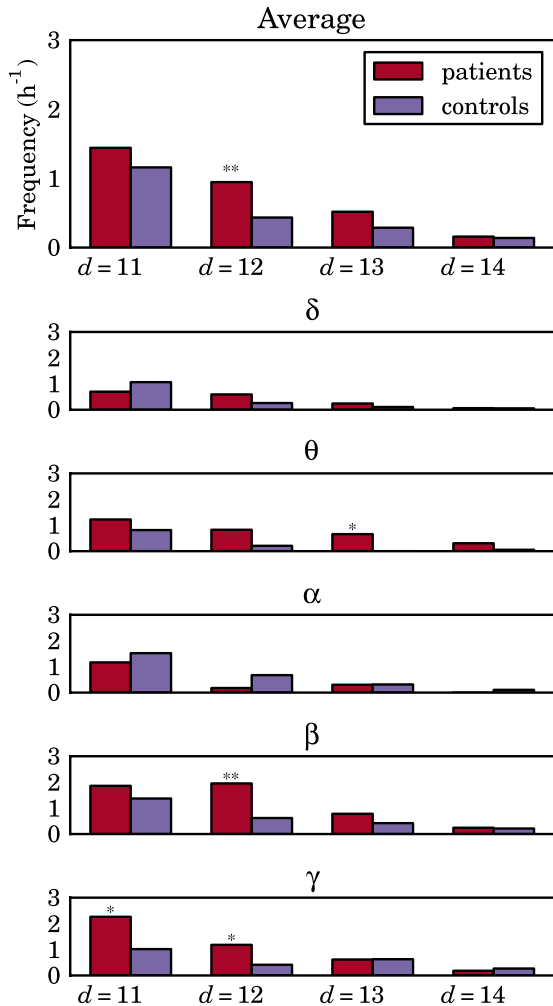 Average
Frequency (h⁻¹)
patients
controls
3
2
1
0
**
d=11 d=12 d=13 d=14
δ
3
2
1
0
θ
3
2
1
0
*
α
3
2
1
0
β
3
2
1
0
**
γ
3
2
1
0
* *
d=11 d=12 d=13 d=14